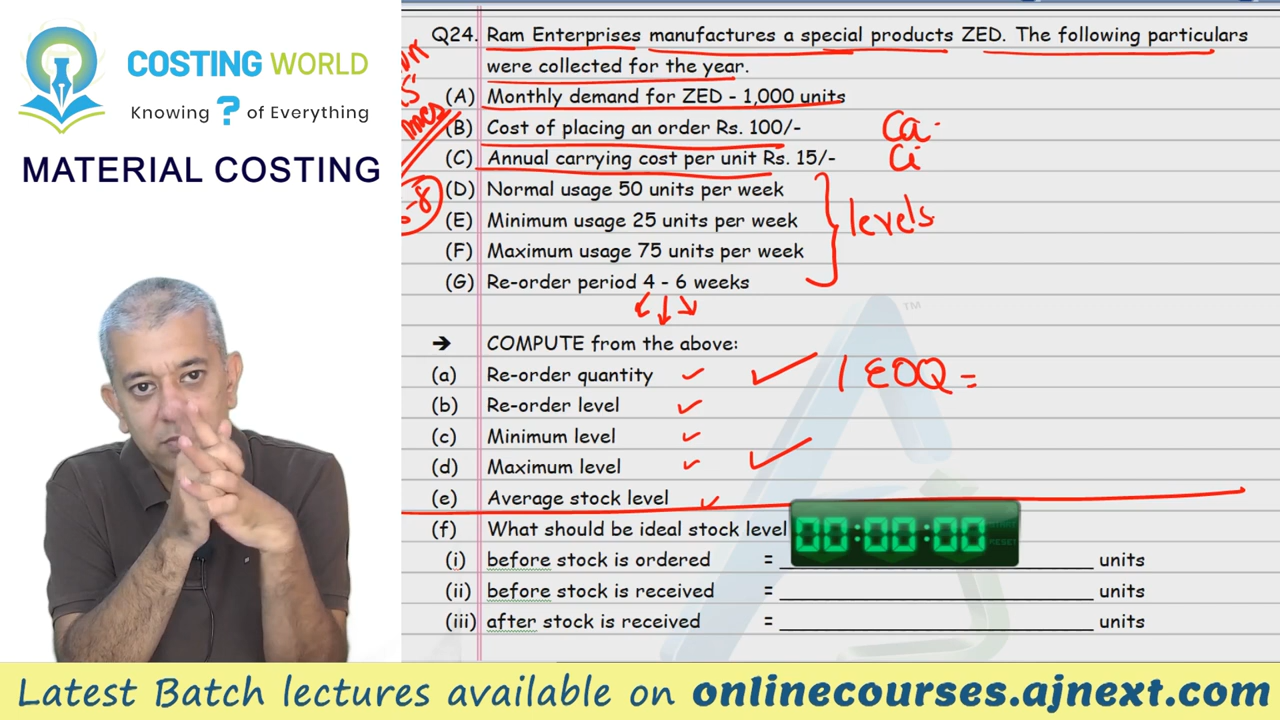 COSTING WORLD
Knowing ? of Everything
MATERIAL COSTING
Q24. Ram Enterprises manufactures a special products ZED. The following particulars
were collected for the year.
(A) Monthly demand for ZED - 1,000 units
(B) Cost of placing an order Rs. 100/- Ca
(C) Annual carrying cost per unit Rs. 15/- Ci
(D) Normal usage 50 units per week
(E) Minimum usage 25 units per week levels
(F) Maximum usage 75 units per week
(G) Re-order period 4 - 6 weeks
→ COMPUTE from the above:
(a) Re-order quantity ✓ ✓ / EOQ =
(b) Re-order level ✓
(c) Minimum level ✓
(d) Maximum level ✓ ✓
(e) Average stock level ✓
(f) What should be ideal stock level
00:00:00
(i) before stock is ordered = ____________ units
(ii) before stock is received = ____________ units
(iii) after stock is received = ____________ units
Latest Batch lectures available on onlinecourses.ajnext.com